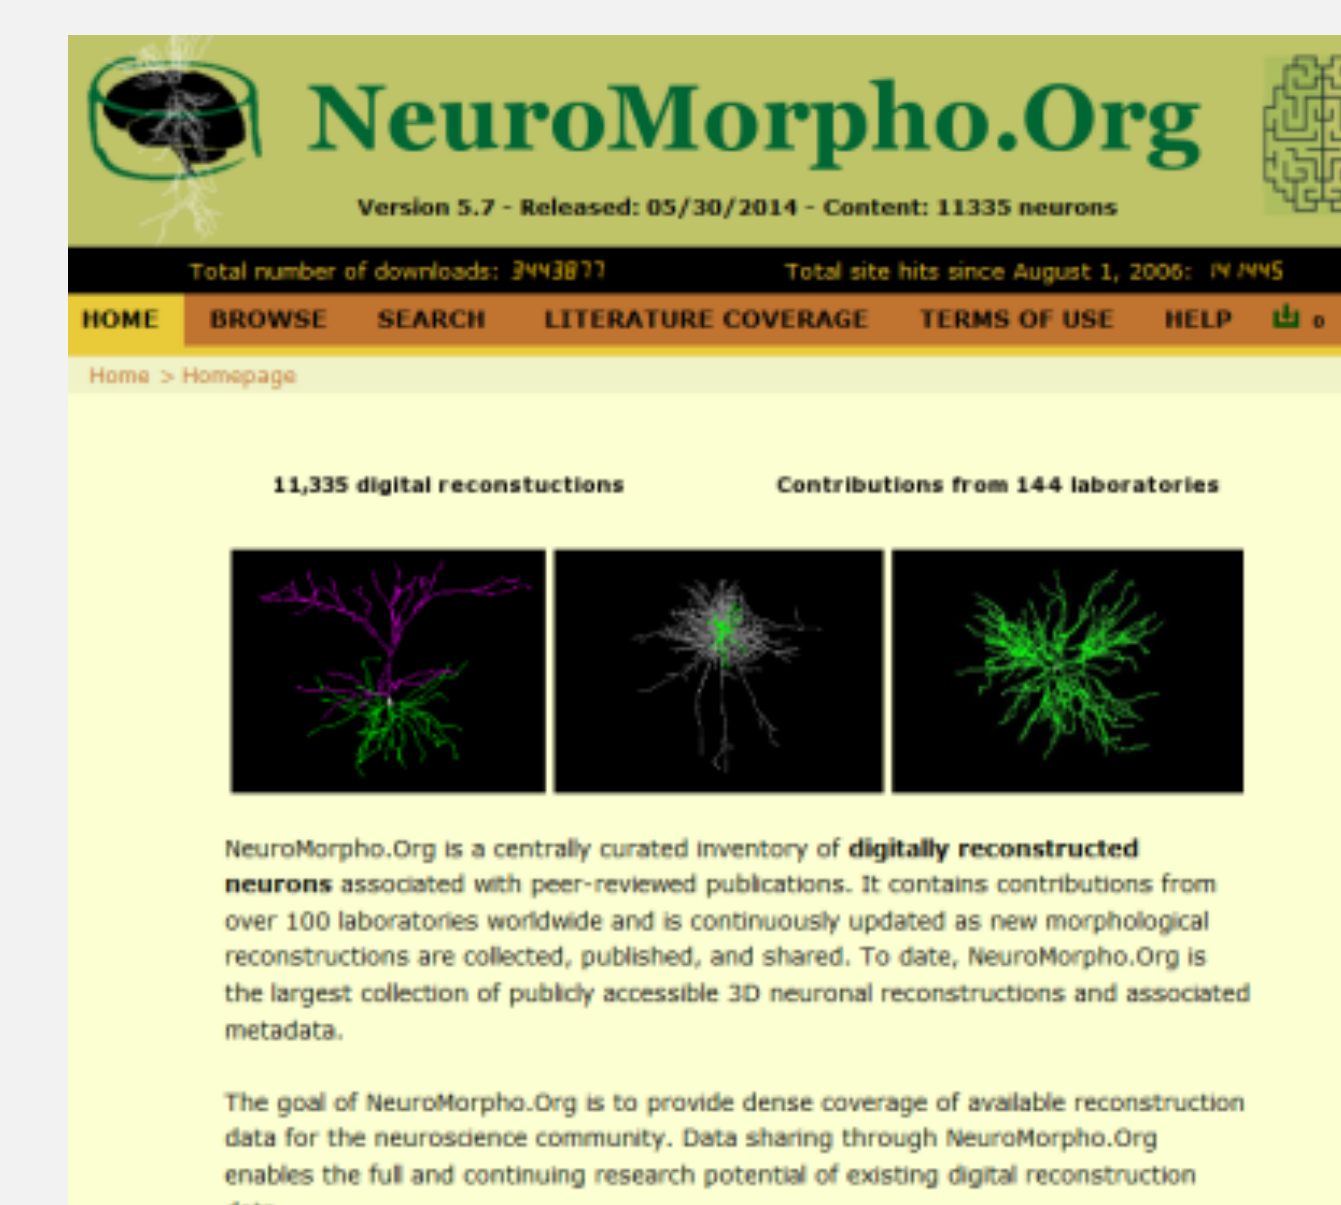 NeuroMorpho.Org
Version 5.7 - Released: 05/30/2014 - Content: 11335 neurons
Total number of downloads: 3443877 Total site hits since August 1, 2006:
HOME BROWSE SEARCH LITERATURE COVERAGE TERMS OF USE HELP 0
Home > Homepage
11,335 digital reconstuctions Contributions from 144 laboratories
NeuroMorpho.Org is a centrally curated inventory of digitally reconstructed
neurons associated with peer-reviewed publications. It contains contributions from
over 100 laboratories worldwide and is continuously updated as new morphological
reconstructions are collected, published, and shared. To date, NeuroMorpho.Org is
the largest collection of publicly accessible 3D neuronal reconstructions and associated
metadata.
The goal of NeuroMorpho.Org is to provide dense coverage of available reconstruction
data for the neuroscience community. Data sharing through NeuroMorpho.Org
enables the full and continuing research potential of existing digital reconstruction